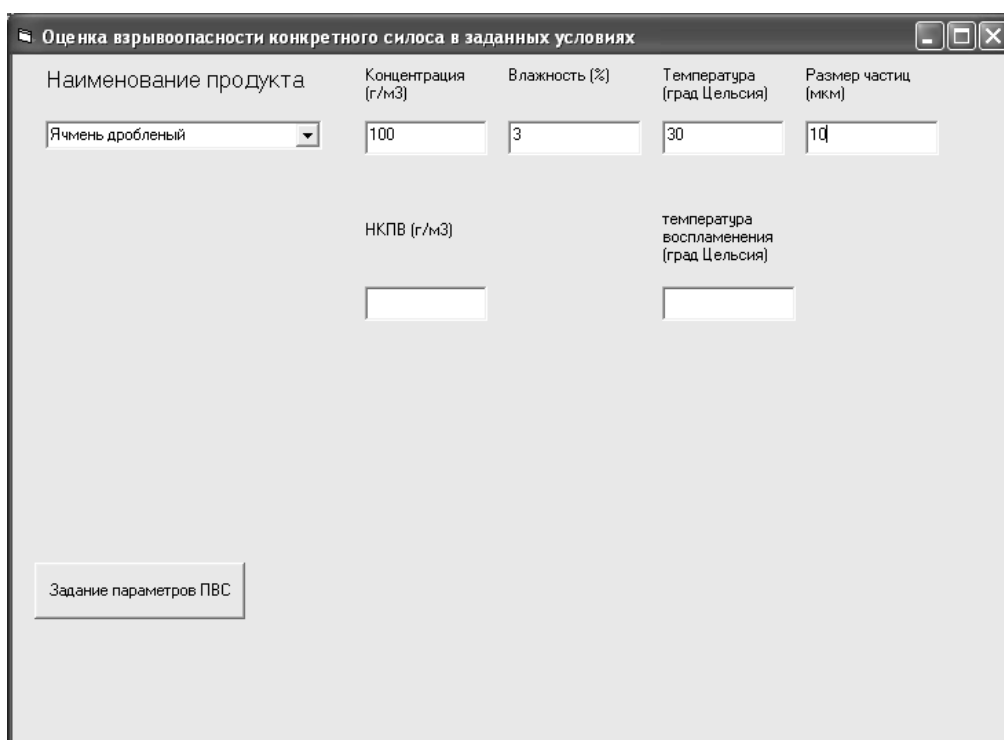 Оценка взрывоопасности конкретного силоса в заданных условиях
Наименование продукта
Концентрация
(г/м3)
Влажность (%)
Температура
(град Цельсия)
Размер частиц
(мкм)
Ячмень дробленый
100
3
30
10
НКПВ (г/м3)
температура
воспламенения
(град Цельсия)
Задание параметров ПВС